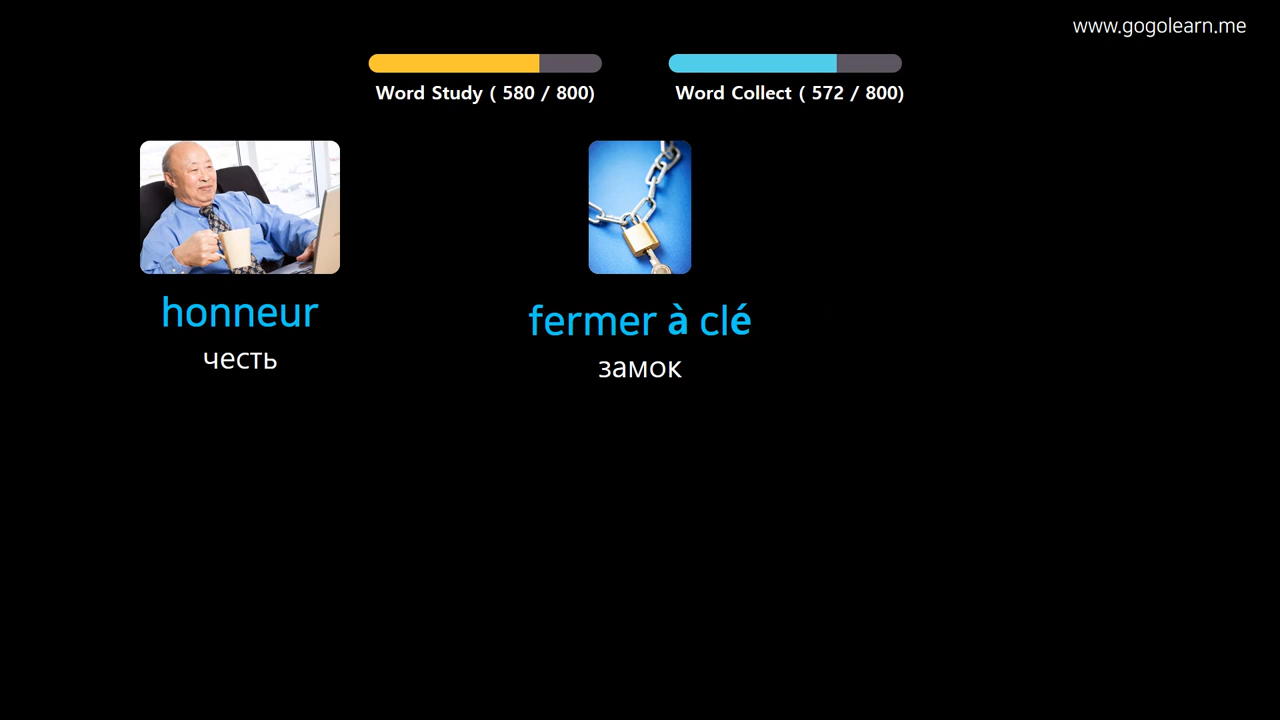 www.gogolearn.me
Word Study ( 580 / 800)
Word Collect ( 572 / 800)
honneur
честь
fermer à clé
замок